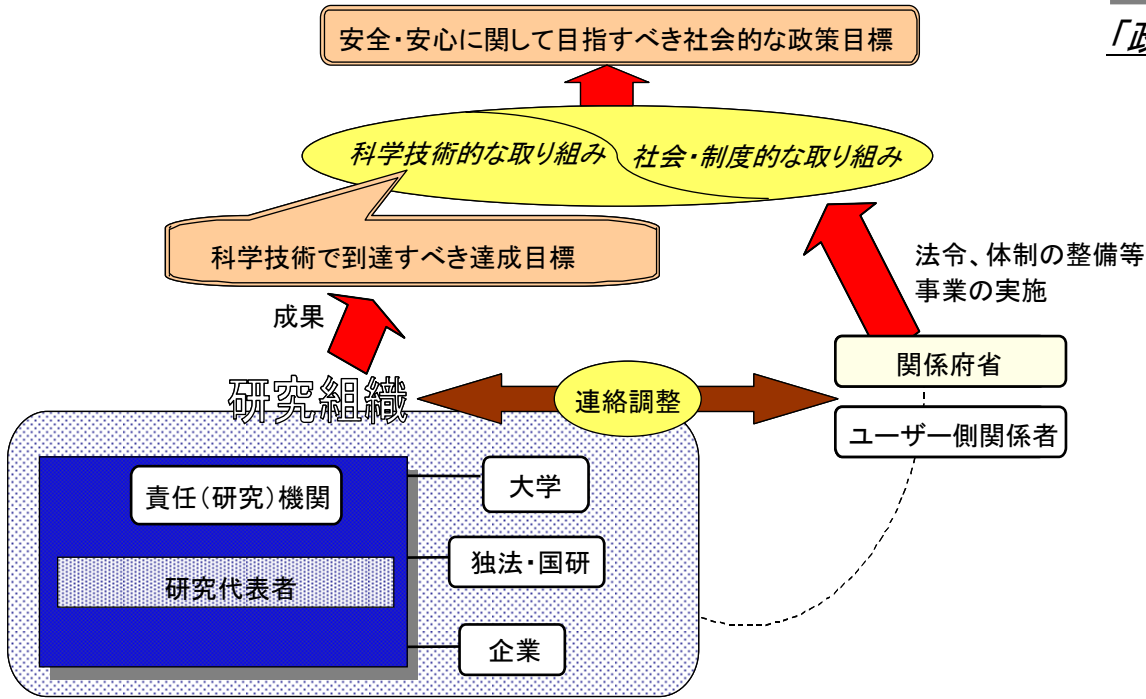 安全・安心に関して目指すべき社会的な政策目標
「政
科学技術的な取り組み
社会・制度的な取り組み
科学技術で到達すべき達成目標
法令、体制の整備等
事業の実施
成果
関係府省
研究組織
連絡調整
ユーザー側関係者
責任(研究)機関
大学
独法・国研
研究代表者
企業